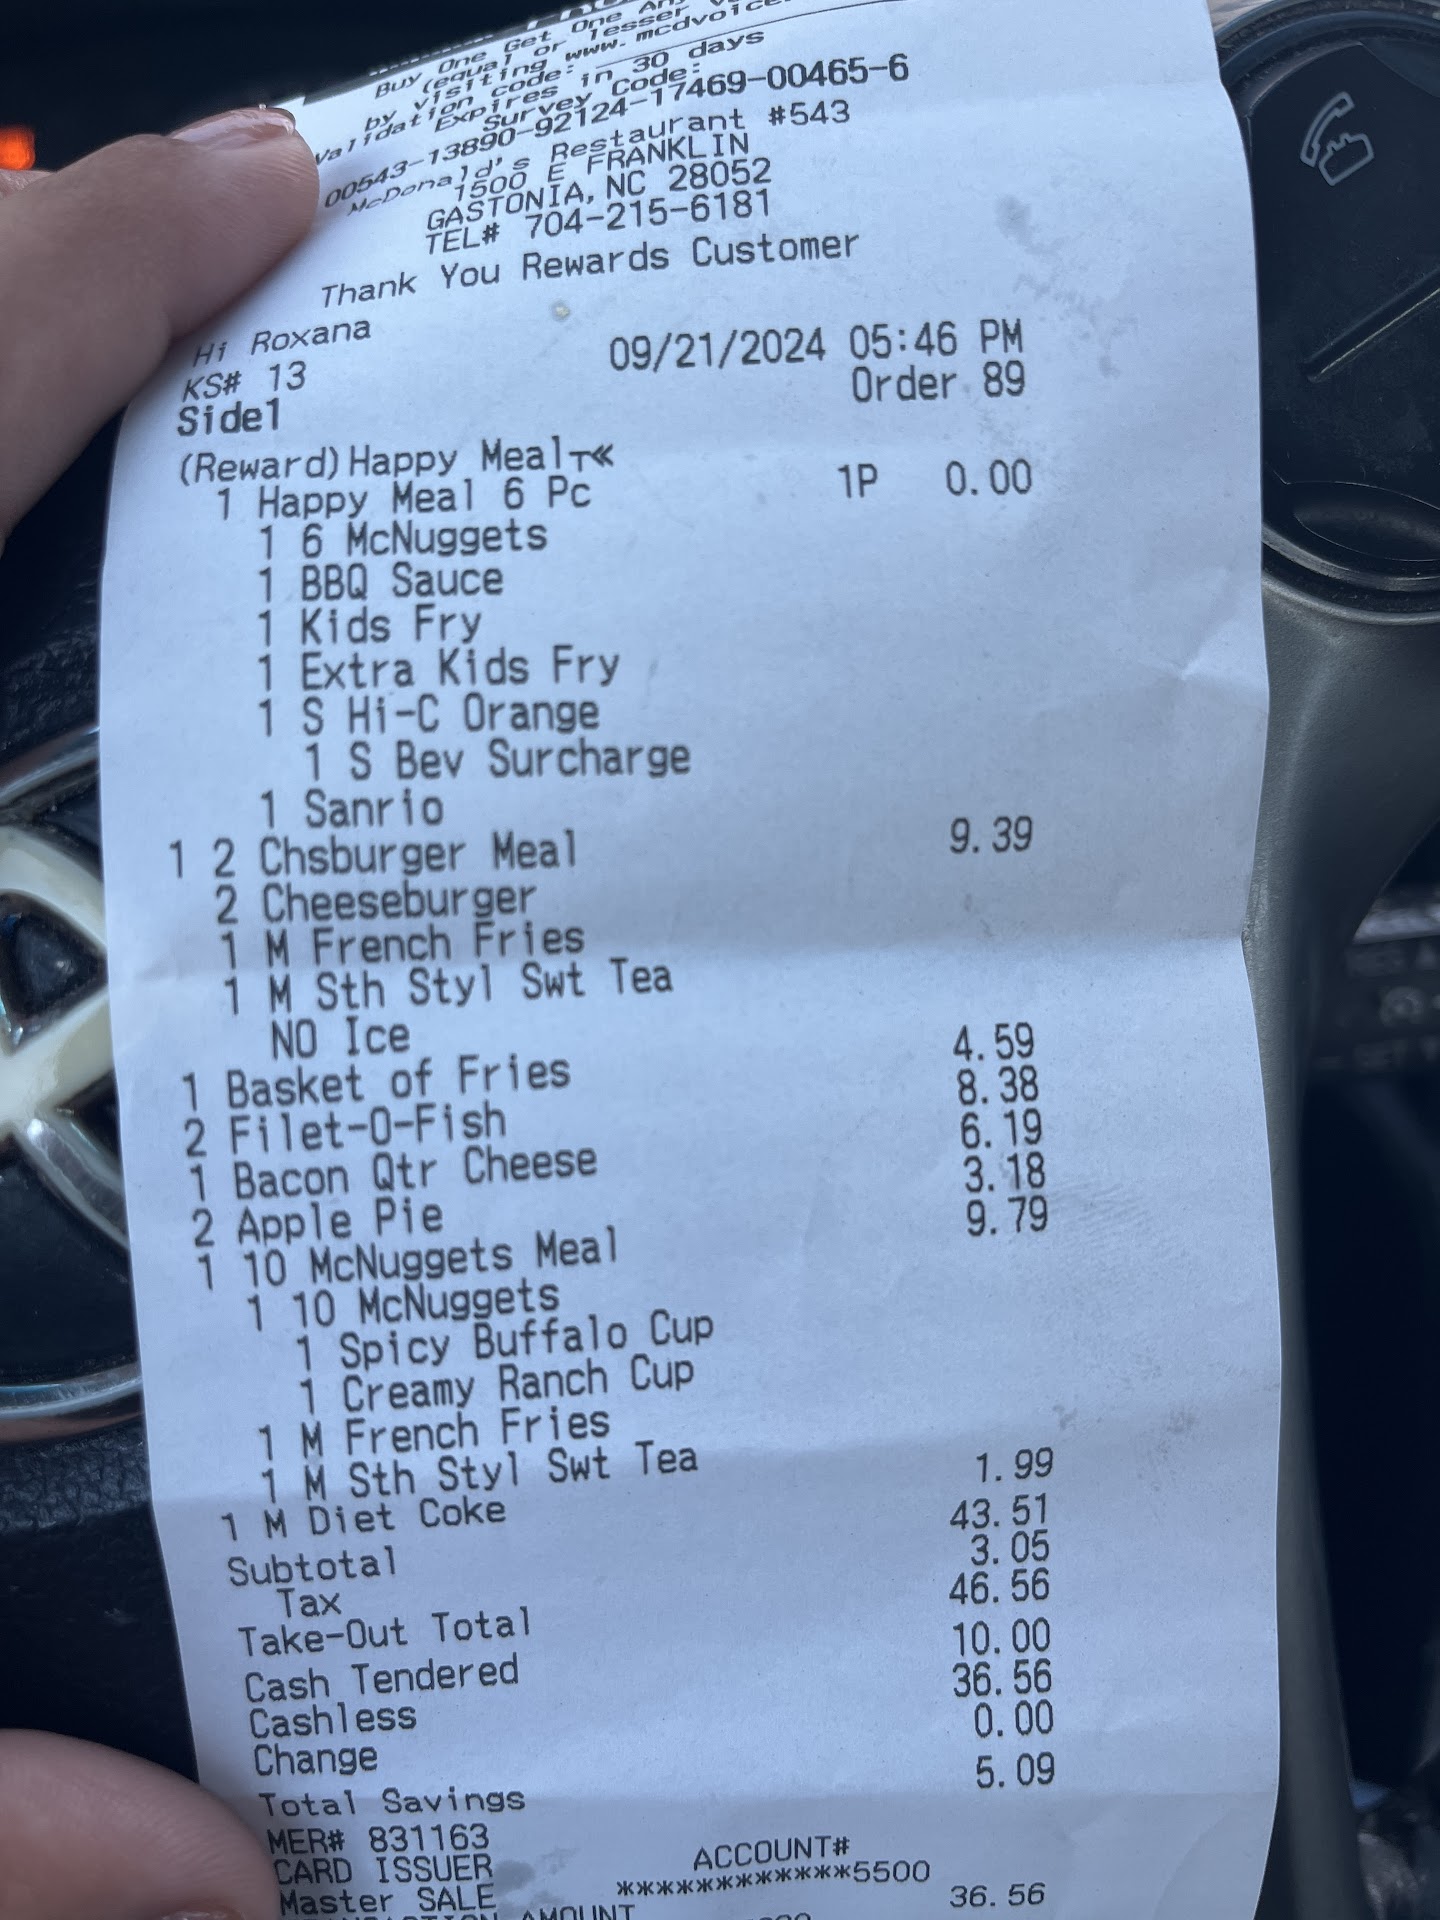 Buy One Get One
(equal or lesser
by visiting www.mcdvoice.
Validation code:
Expires in 30 days
Survey Code:
00543-13890-92124-17469-00465-6
McDonald's Restaurant #543
1500 E FRANKLIN
GASTONIA, NC 28052
TEL# 704-215-6181
Thank You Rewards Customer
Hi Roxana
KS# 13 09/21/2024 05:46 PM
Side1 Order 89
(Reward)Happy Meal
1 Happy Meal 6 Pc 1P 0.00
1 6 McNuggets
1 BBQ Sauce
1 Kids Fry
1 Extra Kids Fry
1 S Hi-C Orange
1 S Bev Surcharge
1 Sanrio
1 2 Chsburger Meal 9.39
2 Cheeseburger
1 M French Fries
1 M Sth Styl Swt Tea
NO Ice
1 Basket of Fries 4.59
2 Filet-O-Fish 8.38
1 Bacon Qtr Cheese 6.19
2 Apple Pie 3.18
1 10 McNuggets Meal 9.79
1 10 McNuggets
1 Spicy Buffalo Cup
1 Creamy Ranch Cup
1 M French Fries
1 M Sth Styl Swt Tea
1 M Diet Coke 1.99
Subtotal 43.51
Tax 3.05
Take-Out Total 46.56
Cash Tendered 10.00
Cashless 36.56
Change 0.00
Total Savings 5.09
MER# 831163
CARD ISSUER ACCOUNT#
Master SALE ************5500
TRANSACTION AMOUNT 36.56